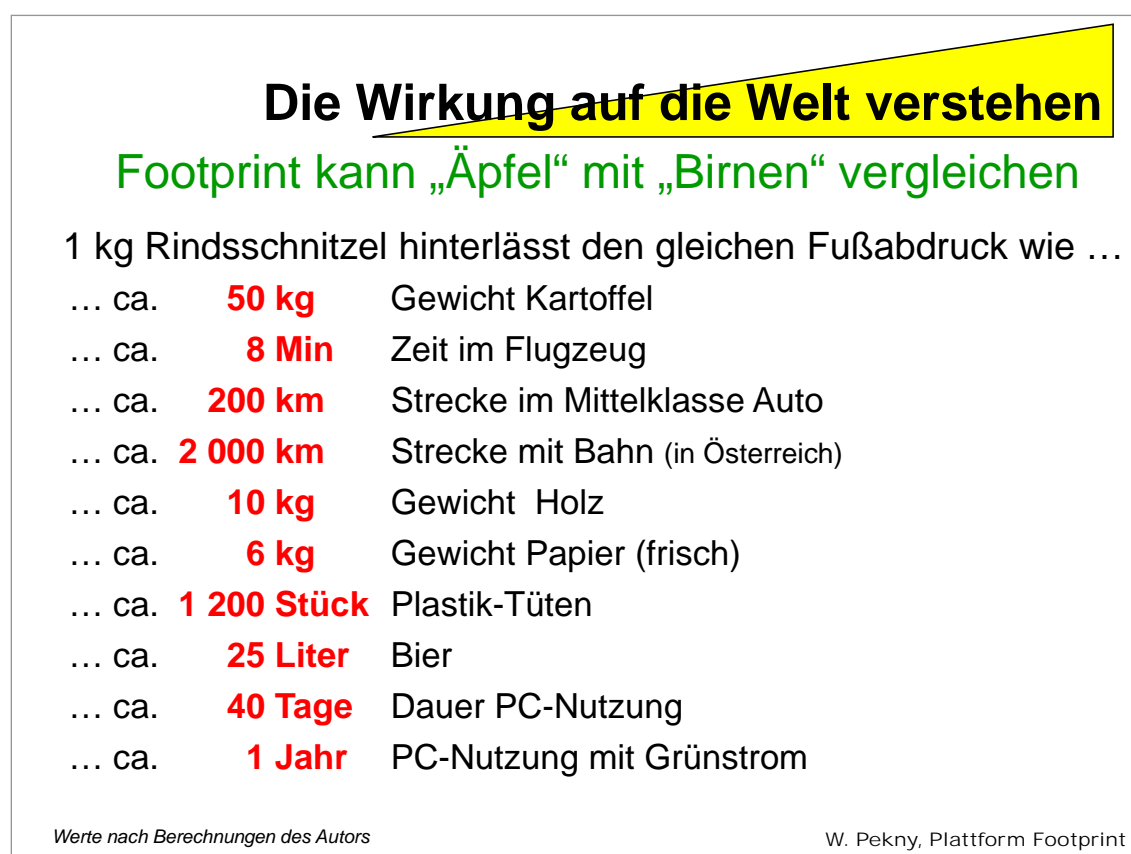 Die Wirkung auf die Welt verstehen
Footprint kann „Äpfel“ mit „Birnen“ vergleichen
1 kg Rindsschnitzel hinterlässt den gleichen Fußabdruck wie …
… ca. 50 kg Gewicht Kartoffel
… ca. 8 Min Zeit im Flugzeug
… ca. 200 km Strecke im Mittelklasse Auto
… ca. 2 000 km Strecke mit Bahn (in Österreich)
… ca. 10 kg Gewicht Holz
… ca. 6 kg Gewicht Papier (frisch)
… ca. 1 200 Stück Plastik-Tüten
… ca. 25 Liter Bier
… ca. 40 Tage Dauer PC-Nutzung
… ca. 1 Jahr PC-Nutzung mit Grünstrom
Werte nach Berechnungen des Autors W. Pekny, Plattform Footprint